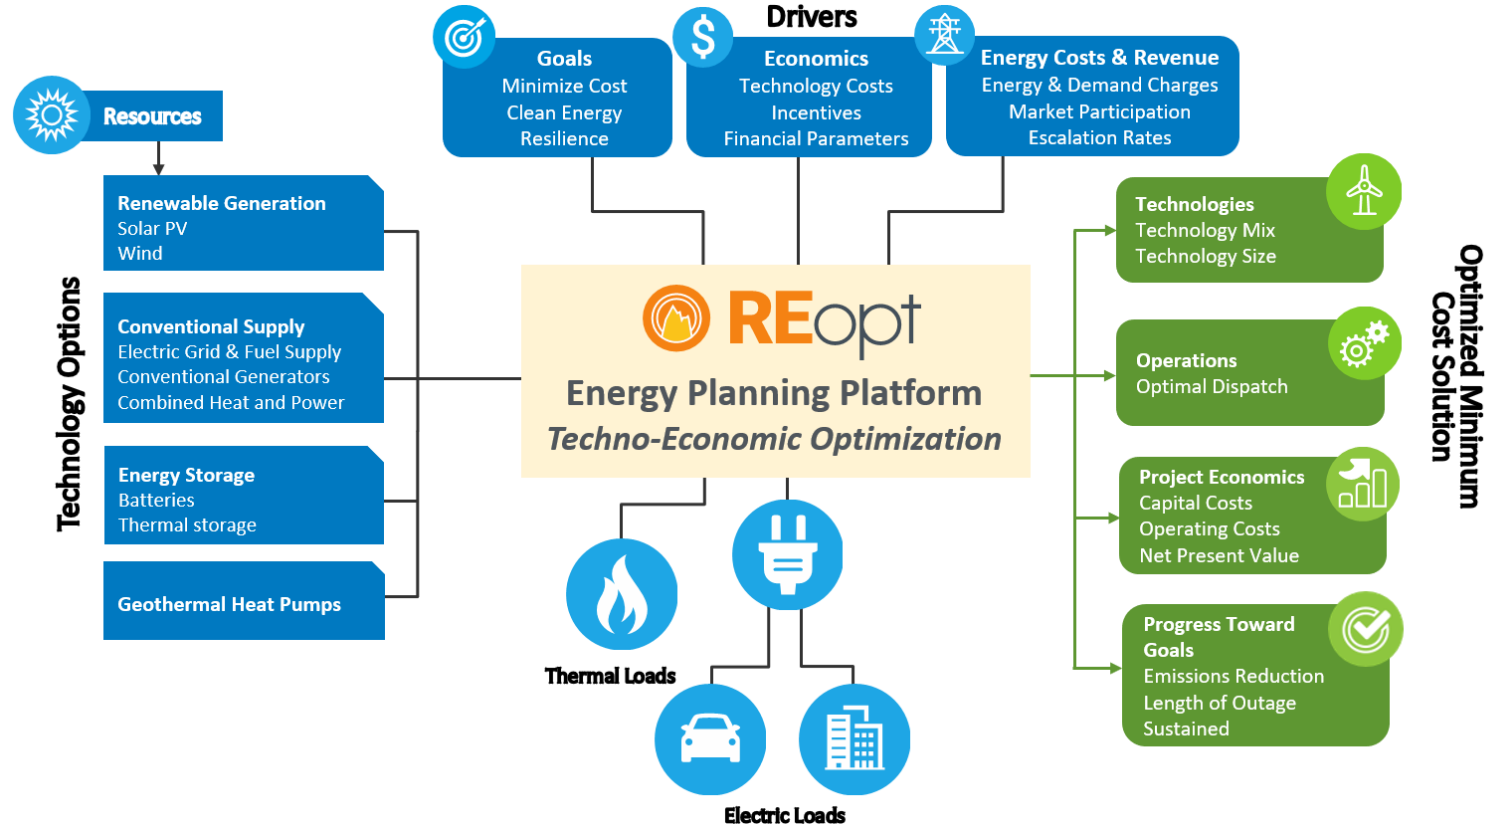 Drivers
Goals
Minimize Cost
Clean Energy
Resilience
Economics
Technology Costs
Incentives
Financial Parameters
Energy Costs & Revenue
Energy & Demand Charges
Market Participation
Escalation Rates
Resources
Technology Options
Renewable Generation
Solar PV
Wind
Conventional Supply
Electric Grid & Fuel Supply
Conventional Generators
Combined Heat and Power
Energy Storage
Batteries
Thermal storage
Geothermal Heat Pumps
REopt
Energy Planning Platform
Techno-Economic Optimization
Thermal Loads
Electric Loads
Technologies
Technology Mix
Technology Size
Operations
Optimal Dispatch
Project Economics
Capital Costs
Operating Costs
Net Present Value
Progress Toward
Goals
Emissions Reduction
Length of Outage
Sustained
Optimized Minimum
Cost Solution